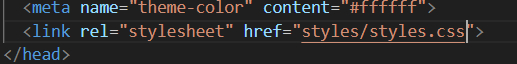 <meta name="theme-color" content="#ffffff">
<link rel="stylesheet" href="styles/styles.css">
</head>